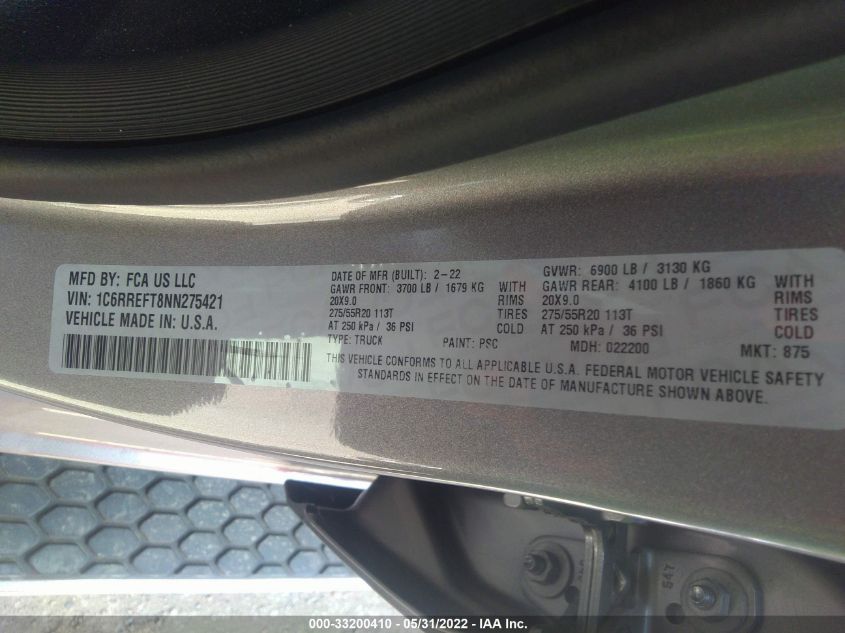 MFD BY: FCA US LLC
VIN: 1C6RREFT8NN275421
VEHICLE MADE IN: U.S.A.
DATE OF MFR (BUILT): 2-22 GVWR: 6900 LB / 3130 KG
GAWR FRONT: 3700 LB / 1679 KG WITH GAWR REAR: 4100 LB / 1860 KG WITH
20X9.0 RIMS 20X9.0 RIMS
275/55R20 113T TIRES 275/55R20 113T TIRES
AT 250 kPa / 36 PSI COLD AT 250 kPa / 36 PSI COLD
TYPE: TRUCK PAINT: PSC MDH: 022200 MKT: 875
THIS VEHICLE CONFORMS TO ALL APPLICABLE U.S.A. FEDERAL MOTOR VEHICLE SAFETY
STANDARDS IN EFFECT ON THE DATE OF MANUFACTURE SHOWN ABOVE.
547
000-33200410 - 05/31/2022 - IAA Inc.